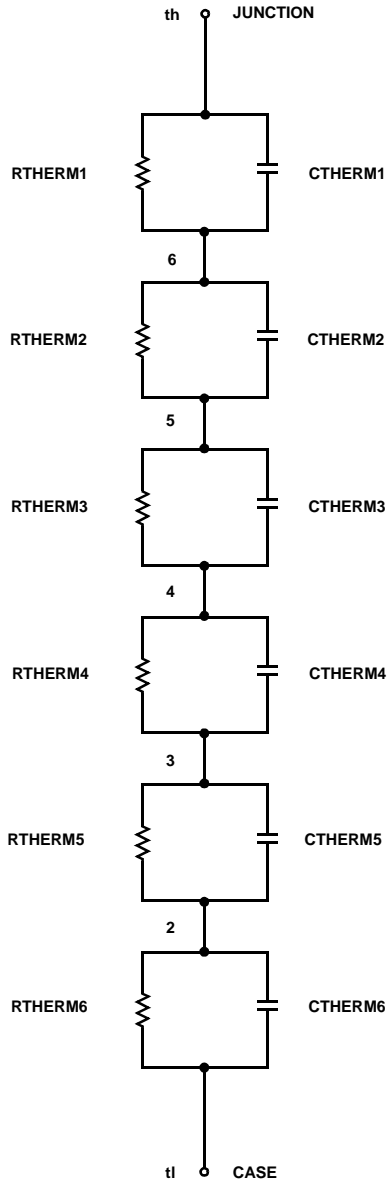 th JUNCTION
RTHERM1 CTHERM1
6
RTHERM2 CTHERM2
5
RTHERM3 CTHERM3
4
RTHERM4 CTHERM4
3
RTHERM5 CTHERM5
2
RTHERM6 CTHERM6
tl CASE